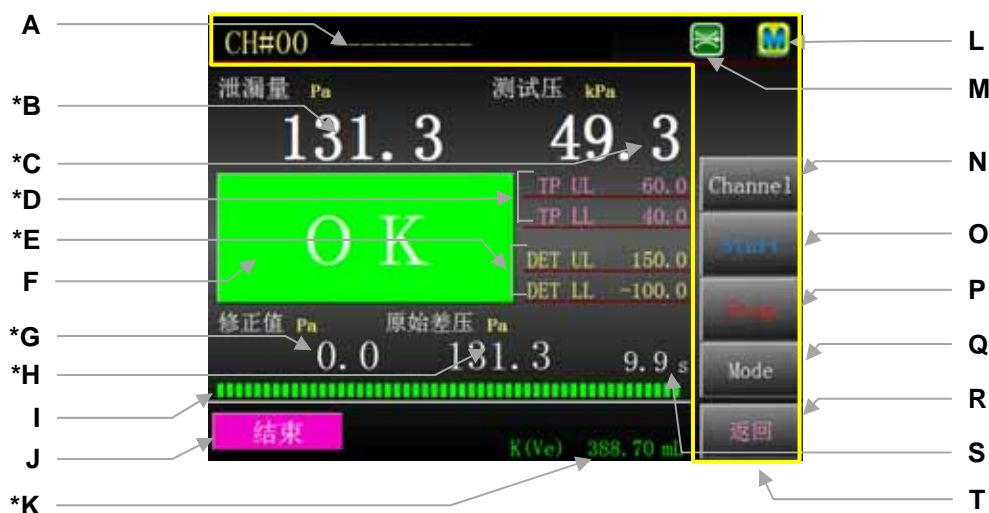 A
*B
*C
*D
*E
F
*G
*H
I
J
*K
CH#00 ----------
泄漏量 Pa
测试压 kPa
131.3
49.3
OK
TP UL 60.0
TP LL 40.0
DET UL 150.0
DET LL -100.0
修正值 Pa
原始差压 Pa
0.0
131.3
9.9 s
结束
K(Ve) 388.70 mL
M
Channel
Start
Stop
Mode
返回
L
M
N
O
P
Q
R
S
T